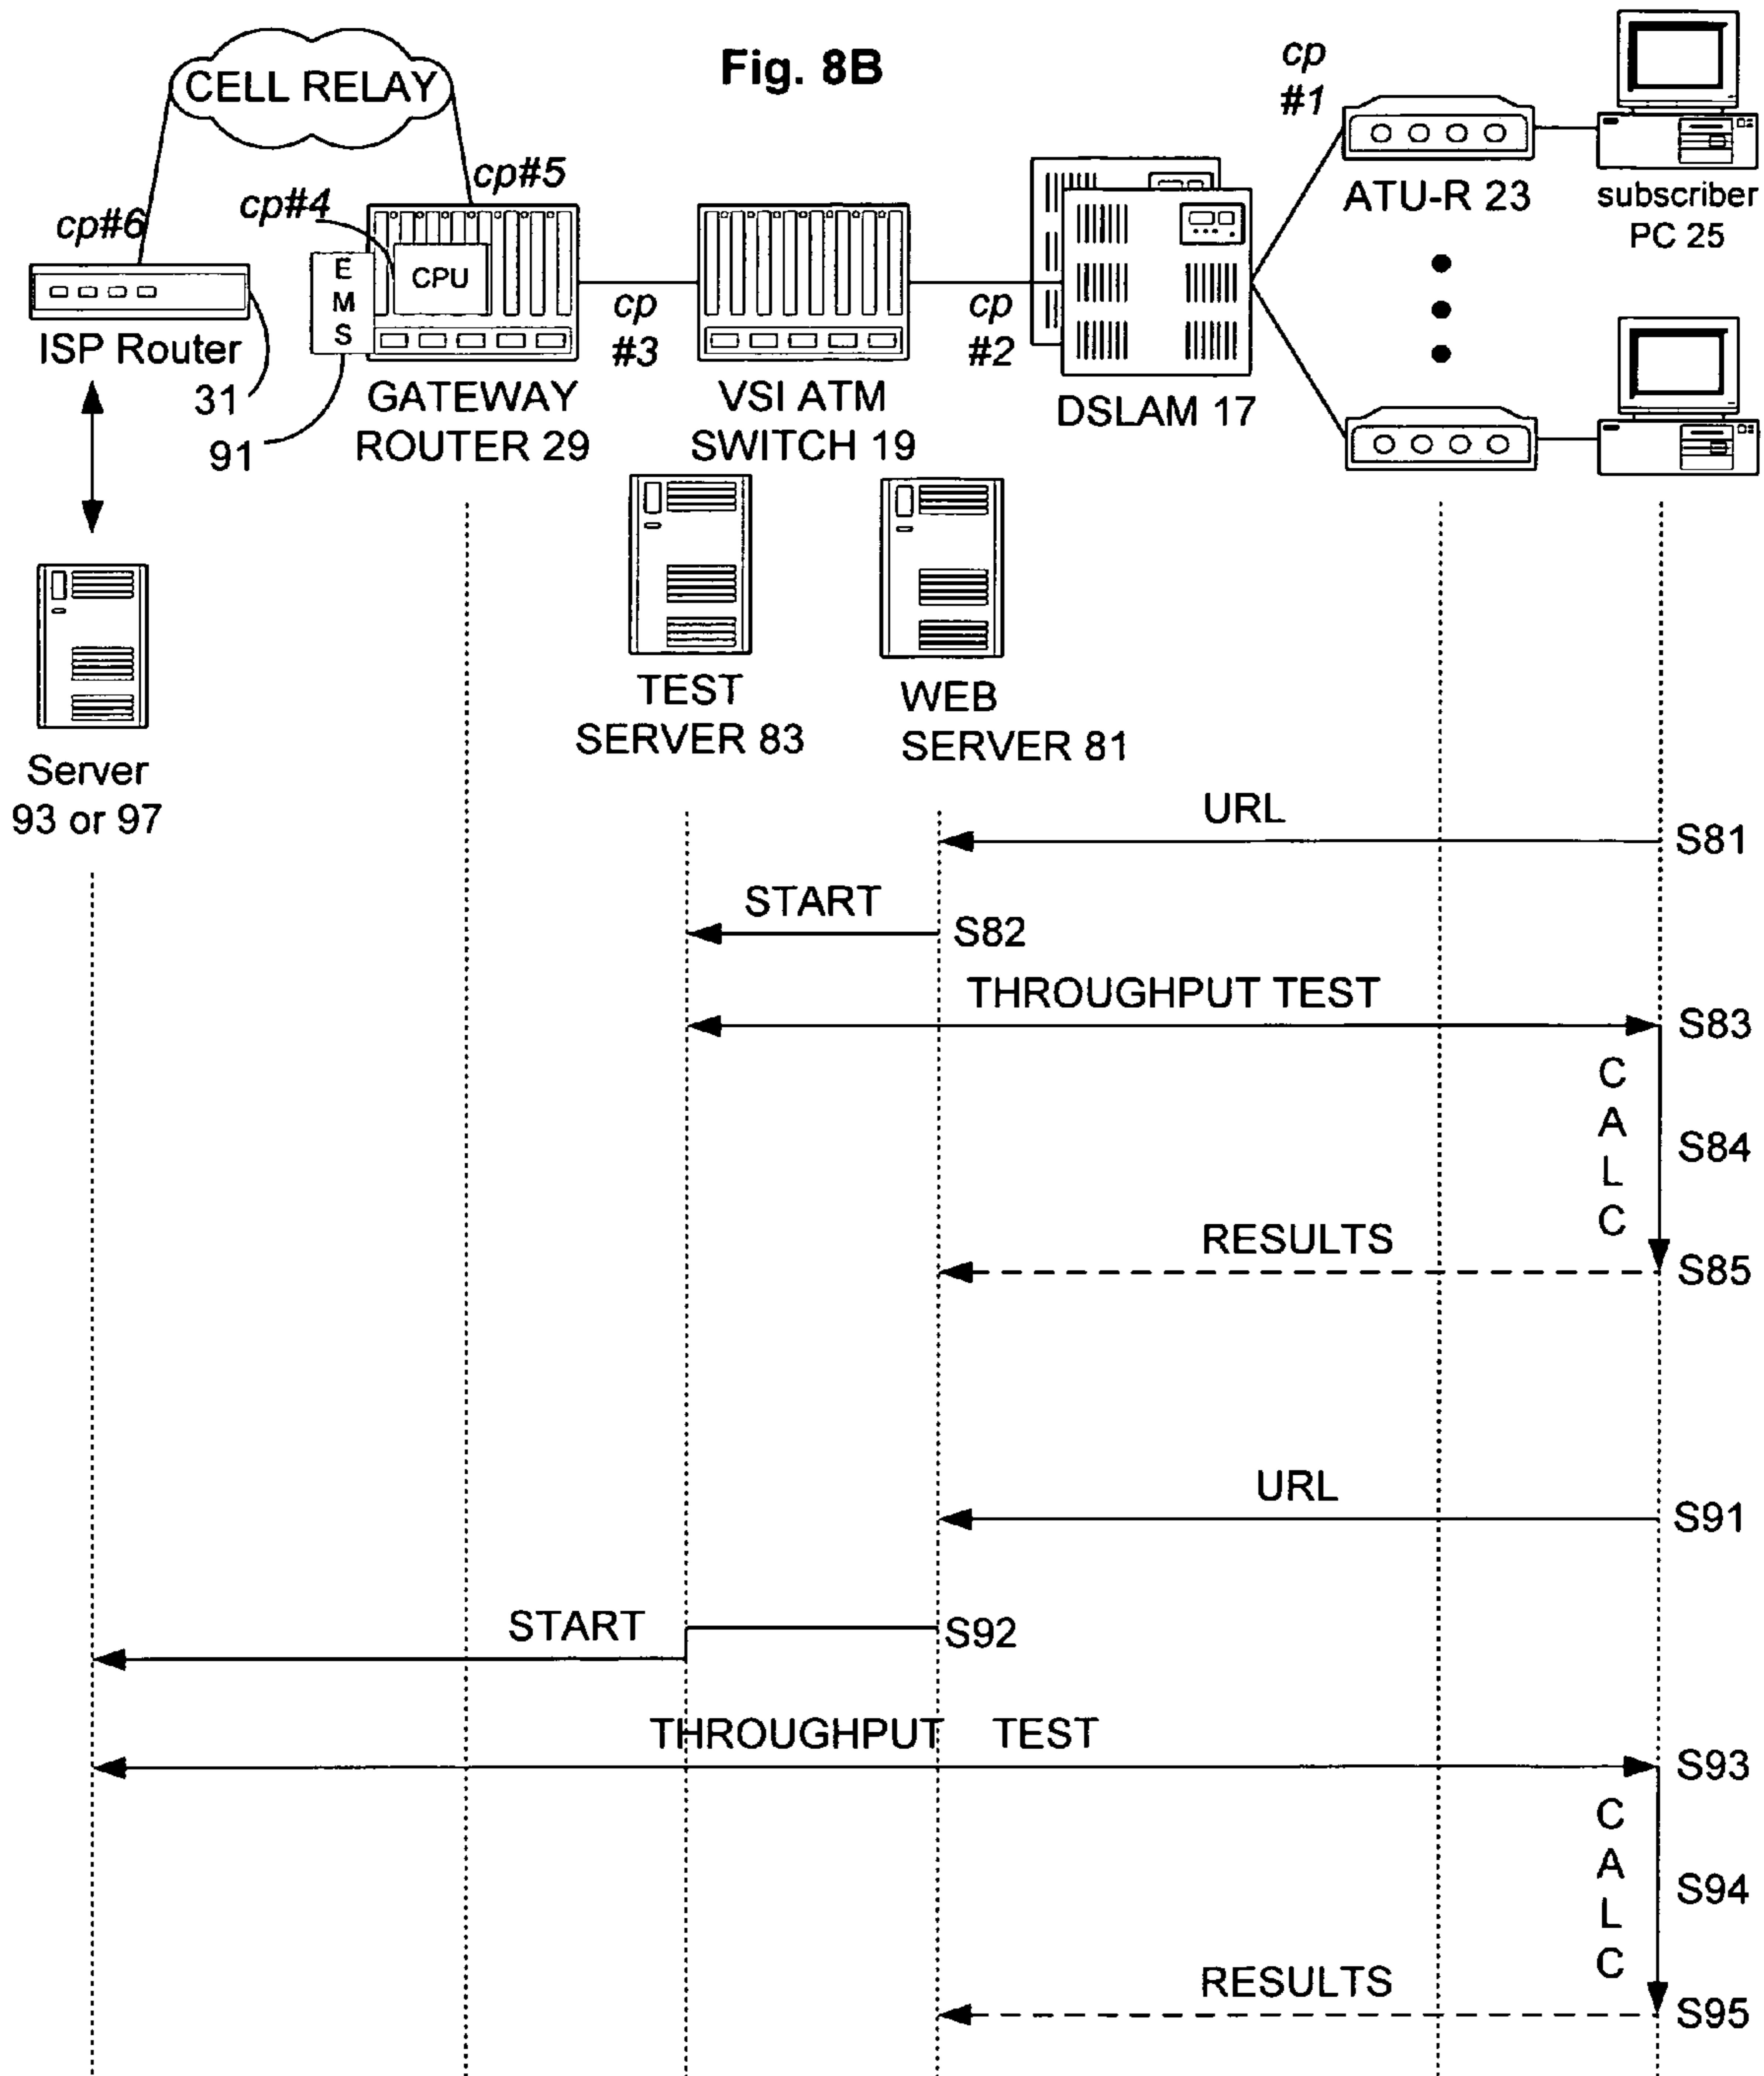 Fig. 8B
CELL RELAY
cp
#1
cp#5
cp#4
cp#6
E
M
S
CPU
ATU-R 23
subscriber
PC 25
cp
#3
cp
#2
ISP Router
31
91
GATEWAY
ROUTER 29
VSI ATM
SWITCH 19
DSLAM 17
TEST
SERVER 83
WEB
SERVER 81
Server
93 or 97
URL
S81
START
S82
THROUGHPUT TEST
S83
C
A
L
C
S84
RESULTS
S85
URL
S91
START
S92
THROUGHPUT TEST
S93
C
A
L
C
S94
RESULTS
S95